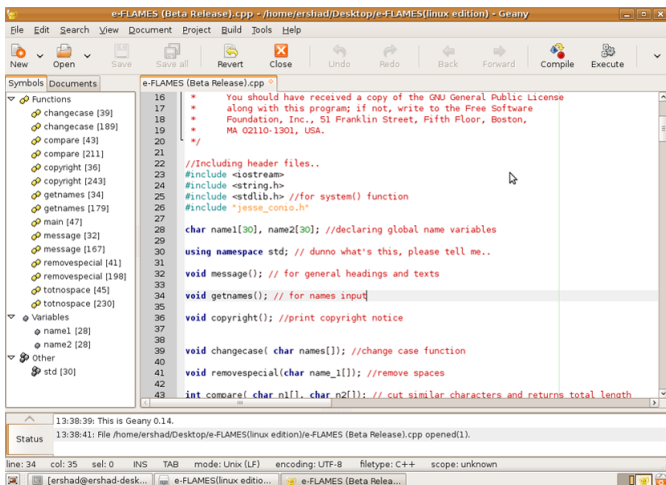 e-FLAMES (Beta Release).cpp - /home/ershad/Desktop/e-FLAMES(linux edition) - Geany
File Edit Search View Document Project Build Tools Help
New Open Save Save all Revert Close Undo Redo Back Forward Compile Execute
Symbols Documents
Functions
changecase [39]
changecase [189]
compare [43]
compare [211]
copyright [36]
copyright [243]
getnames [34]
getnames [179]
main [47]
message [32]
message [167]
removespecial [41]
removespecial [198]
totnospace [45]
totnospace [230]
Variables
name1 [28]
name2 [28]
Other
std [30]
e-FLAMES (Beta Release).cpp
16 * You should have received a copy of the GNU General Public License
17 * along with this program; if not, write to the Free Software
18 * Foundation, Inc., 51 Franklin Street, Fifth Floor, Boston,
19 * MA 02110-1301, USA.
20 */
21
22 //Including header files..
23 #include <iostream>
24 #include <string.h>
25 #include <stdlib.h> //for system() function
26 #include "jesse_conio.h"
27
28 char name1[30], name2[30]; //declaring global name variables
29
30 using namespace std; // dunno what's this, please tell me..
31
32 void message(); // for general headings and texts
33
34 void getnames(); // for names input
35
36 void copyright(); //print copyright notice
37
38
39 void changecase( char names[]); //change case function
40
41 void removespecial(char name_1[]); //remove spaces
42
43 int compare( char n1[], char n2[]); // cut similar characters and returns total length
Status
13:38:39: This is Geany 0.14.
13:38:41: File /home/ershad/Desktop/e-FLAMES(linux edition)/e-FLAMES (Beta Release).cpp opened(1).
line: 34 col: 35 sel: 0 INS TAB mode: Unix (LF) encoding: UTF-8 filetype: C++ scope: unknown
[ershad@ershad-desk... e-FLAMES(linux editio... e-FLAMES (Beta Relea...